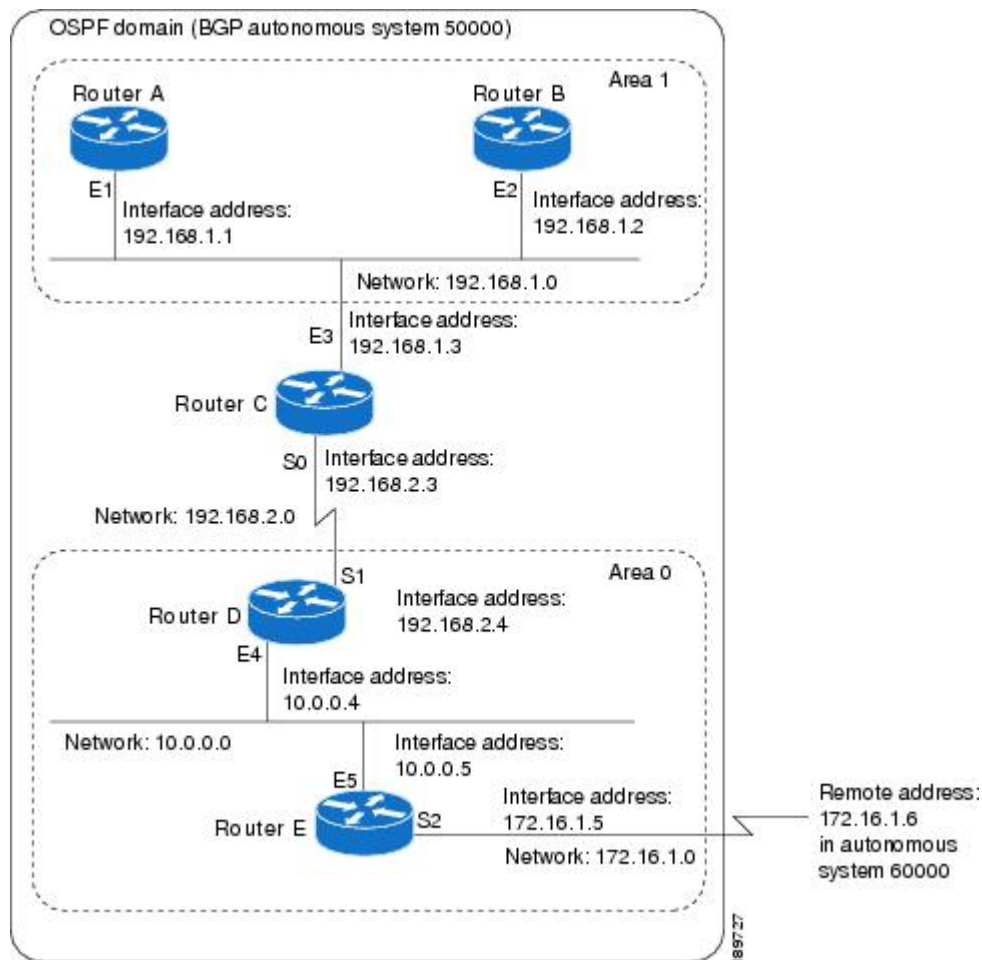 OSPF domain (BGP autonomous system 50000)
Area 1
Router A
Router B
E1
Interface address:
192.168.1.1
E2
Interface address:
192.168.1.2
Network: 192.168.1.0
E3
Interface address:
192.168.1.3
Router C
S0
Interface address:
192.168.2.3
Network: 192.168.2.0
Area 0
S1
Router D
Interface address:
192.168.2.4
E4
Interface address:
10.0.0.4
Network: 10.0.0.0
Interface address:
10.0.0.5
E5
Router E
S2
Interface address:
172.16.1.5
Network: 172.16.1.0
Remote address:
172.16.1.6
in autonomous
system 60000
89727